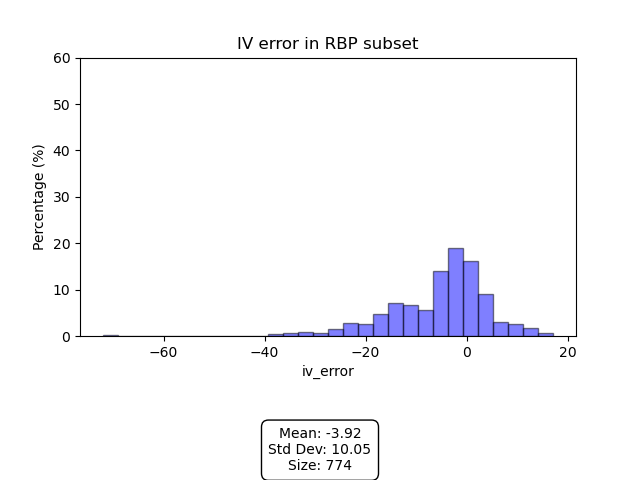 IV error in RBP subset
60
50
40
30
20
10
0
Percentage (%)
−60
−40
−20
0
20
iv_error
Mean: -3.92
Std Dev: 10.05
Size: 774